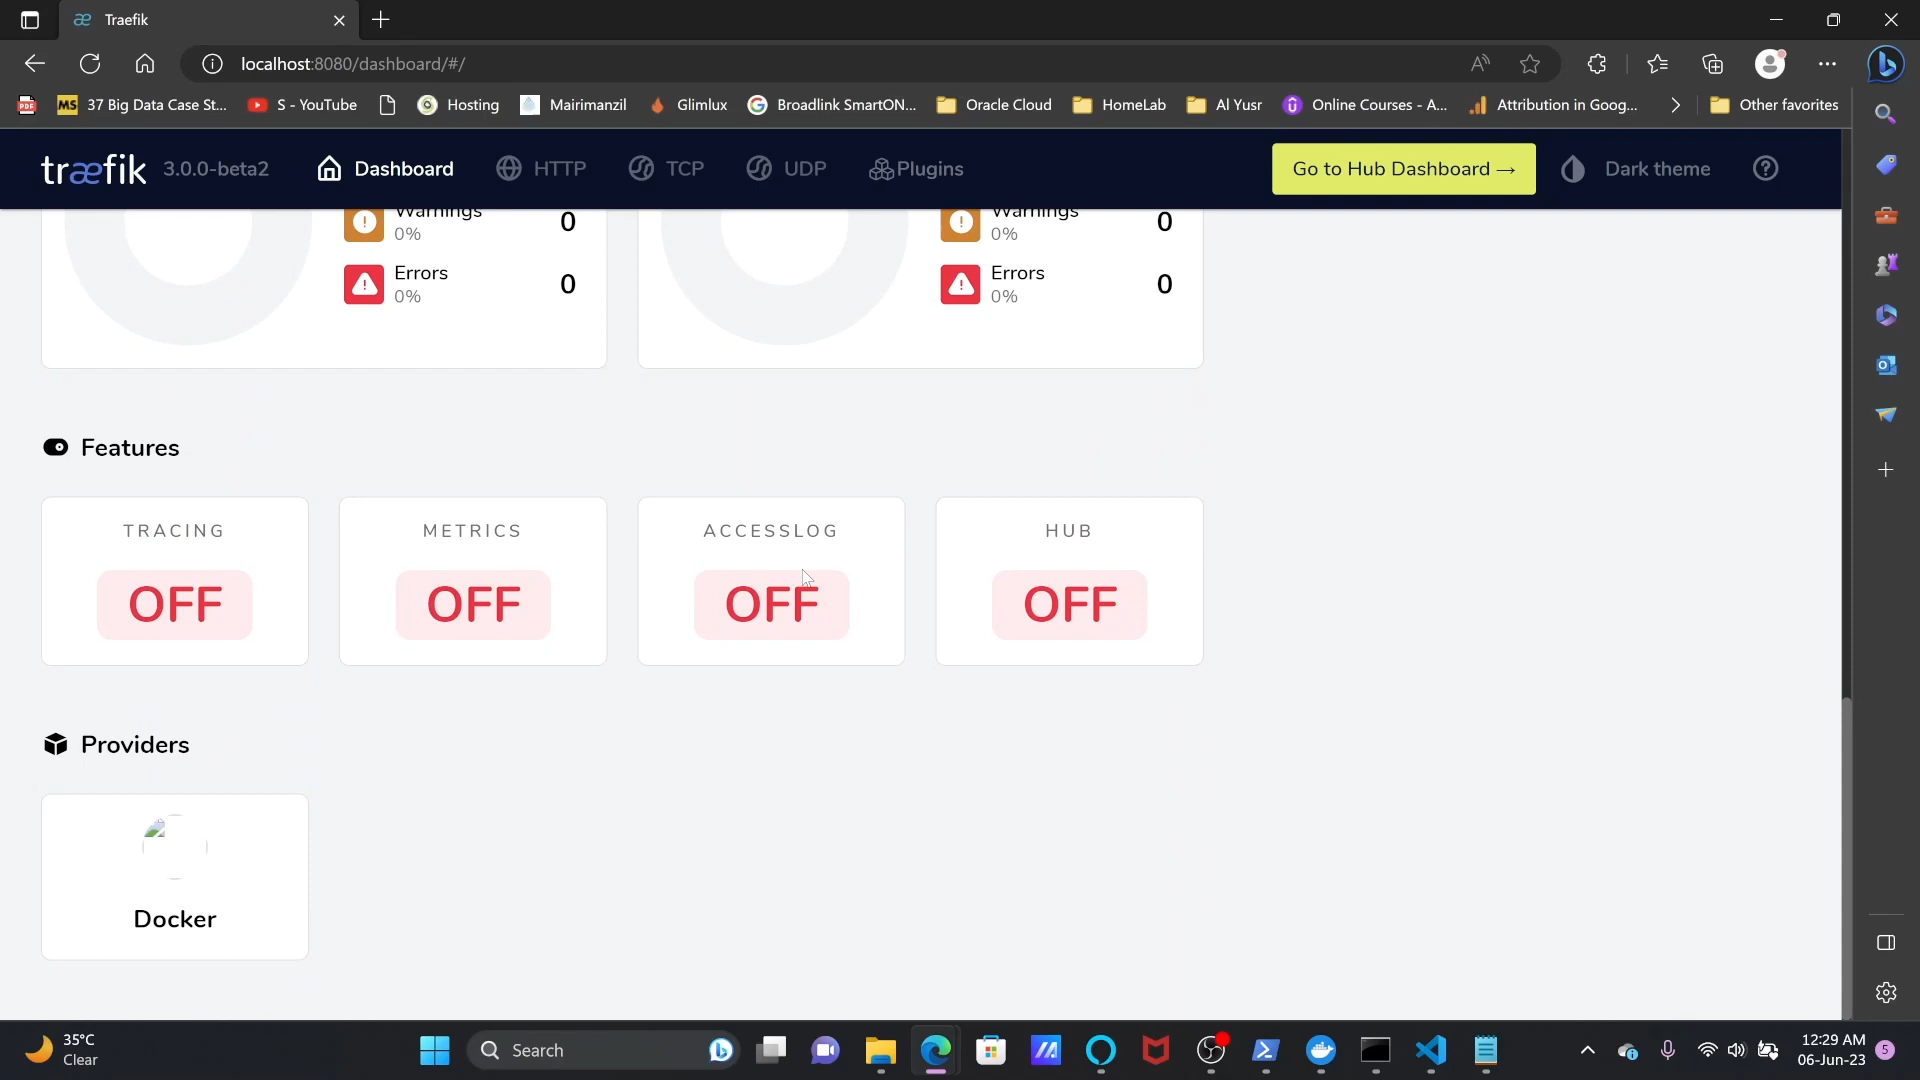 Traefik
localhost:8080/dashboard/#/
37 Big Data Case St...
S - YouTube
Hosting
Mairimanzil
Glimlux
Broadlink SmartON...
Oracle Cloud
HomeLab
Al Yusr
Online Courses - A...
Attribution in Goog...
Other favorites
træfik 3.0.0-beta2
Dashboard
HTTP
TCP
UDP
Plugins
Go to Hub Dashboard →
Dark theme
Warnings
0%
0
Warnings
0%
0
Errors
0%
0
Errors
0%
0
Features
TRACING
METRICS
ACCESSLOG
HUB
OFF
OFF
OFF
OFF
Providers
Docker
35°C
Clear
Search
12:29 AM
06-Jun-23
5